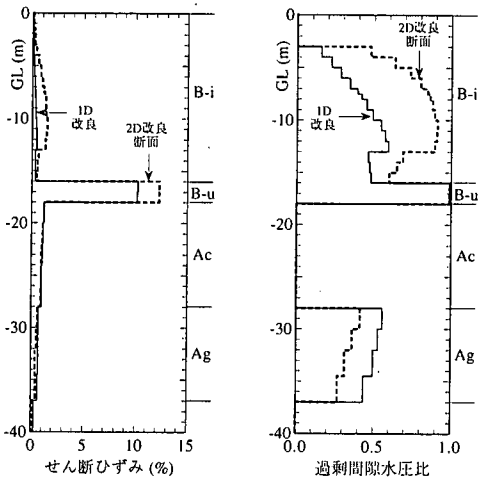 0
-10
-20
-30
-40
GL (m)
1D
改良
2D改良
断面
B-i
B-u
Ac
Ag
0
5
10
15
せん断ひずみ (%)
0
-10
-20
-30
-40
GL (m)
2D改良
断面
1D
改良
B-i
B-u
Ac
Ag
0.0
0.5
1.0
過剰間隙水圧比